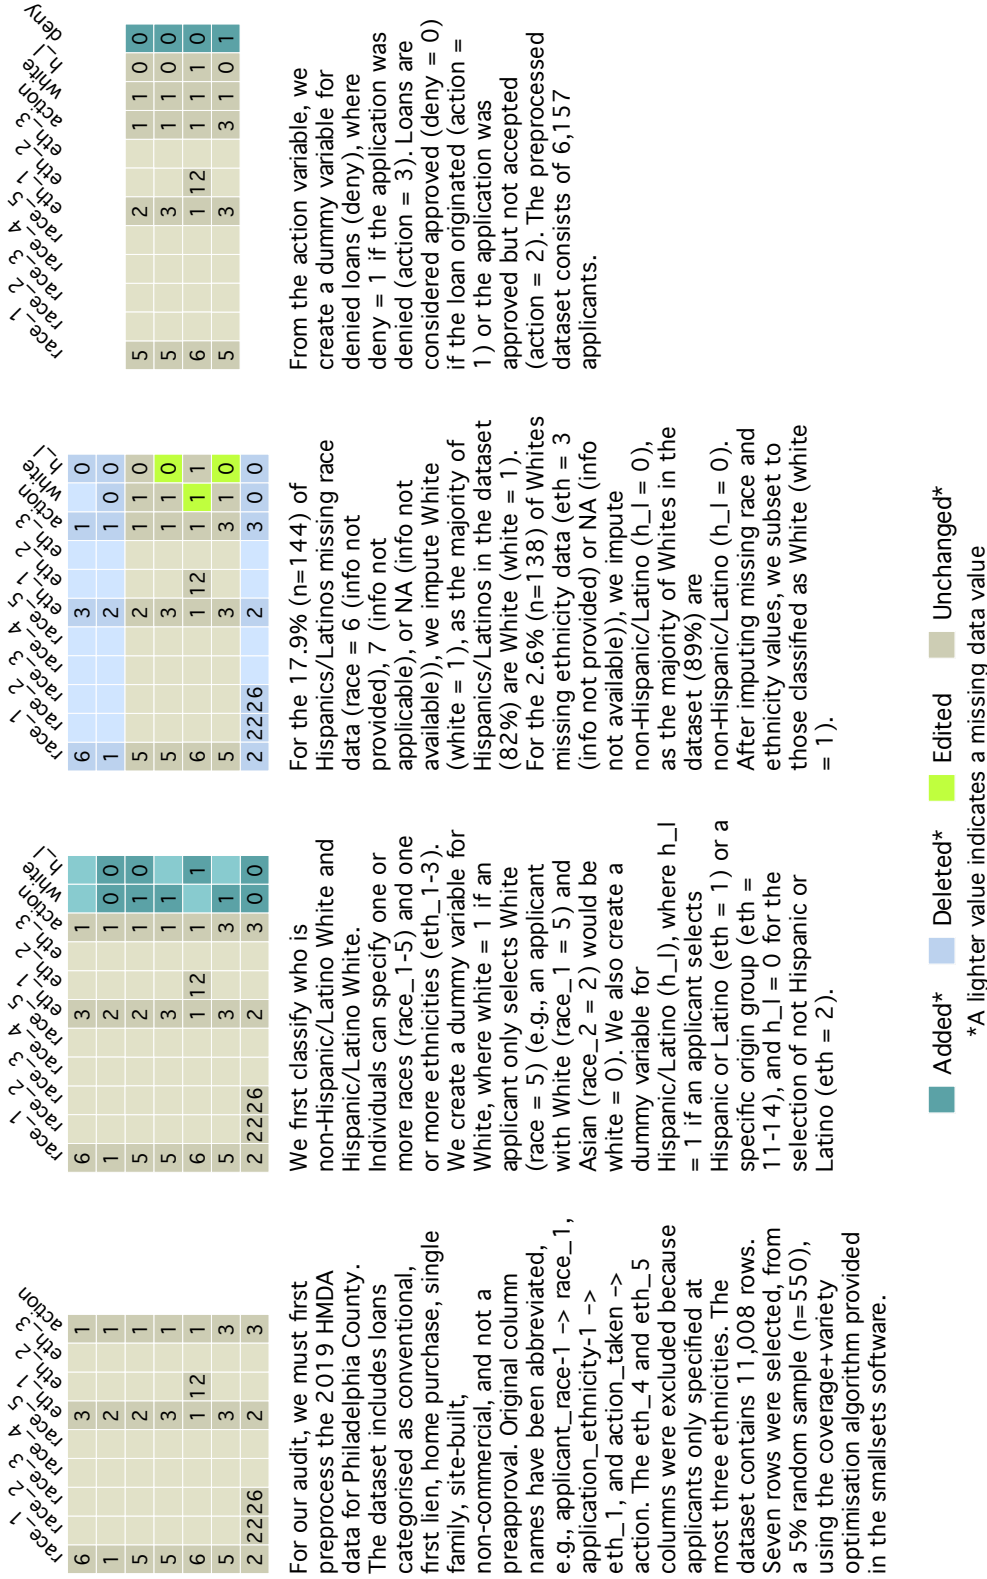 race_1 race_2 race_3 race_4 race_5 eth_1 eth_2 eth_3 action
6 3 1
1 2 1
5 2 1
5 3 1
6 1 12 1
5 3 3
2 2226 2 3
For our audit, we must first
preprocess the 2019 HMDA
data for Philadelphia County.
The dataset includes loans
categorised as conventional,
first lien, home purchase, single
family, site-built,
non-commercial, and not a
preapproval. Original column
names have been abbreviated,
e.g., applicant_race-1 -> race_1,
application_ethnicity-1 ->
eth_1, and action_taken ->
action. The eth_4 and eth_5
columns were excluded because
applicants only specified at
most three ethnicities. The
dataset contains 11,008 rows.
Seven rows were selected, from
a 5% random sample (n=550),
using the coverage+variety
optimisation algorithm provided
in the smallsets software.
race_1 race_2 race_3 race_4 race_5 eth_1 eth_2 eth_3 action white h_l
6 3 1
1 2 1 0 0
5 2 1 1 0
5 3 1 1
6 1 12 1 1
5 3 3 1
2 2226 2 3 0 0
We first classify who is
non-Hispanic/Latino White and
Hispanic/Latino White.
Individuals can specify one or
more races (race_1-5) and one
or more ethnicities (eth_1-3).
We create a dummy variable for
White, where white = 1 if an
applicant only selects White
(race = 5) (e.g., an applicant
with White (race_1 = 5) and
Asian (race_2 = 2) would be
white = 0). We also create a
dummy variable for
Hispanic/Latino (h_l), where h_l
= 1 if an applicant selects
Hispanic or Latino (eth = 1) or a
specific origin group (eth =
11-14), and h_l = 0 for the
selection of not Hispanic or
Latino (eth = 2).
race_1 race_2 race_3 race_4 race_5 eth_1 eth_2 eth_3 action white h_l
6 3 1 0
1 2 1 0 0
5 2 1 1 0
5 3 1 1 0
6 1 12 1 1 1
5 3 3 1 0
2 2226 2 3 0 0
For the 17.9% (n=144) of
Hispanics/Latinos missing race
data (race = 6 (info not
provided), 7 (info not
applicable), or NA (info not
available)), we impute White
(white = 1), as the majority of
Hispanics/Latinos in the dataset
(82%) are White (white = 1).
For the 2.6% (n=138) of Whites
missing ethnicity data (eth = 3
(info not provided) or NA (info
not available)), we impute
non-Hispanic/Latino (h_l = 0),
as the majority of Whites in the
dataset (89%) are
non-Hispanic/Latino (h_l = 0).
After imputing missing race and
ethnicity values, we subset to
those classified as White (white
= 1).
race_1 race_2 race_3 race_4 race_5 eth_1 eth_2 eth_3 action white h_l deny
5 2 1 1 0 0
5 3 1 1 0 0
6 1 12 1 1 1 0
5 3 3 1 0 1
From the action variable, we
create a dummy variable for
denied loans (deny), where
deny = 1 if the application was
denied (action = 3). Loans are
considered approved (deny = 0)
if the loan originated (action =
1) or the application was
approved but not accepted
(action = 2). The preprocessed
dataset consists of 6,157
applicants.
Added* Deleted* Edited Unchanged*
*A lighter value indicates a missing data value